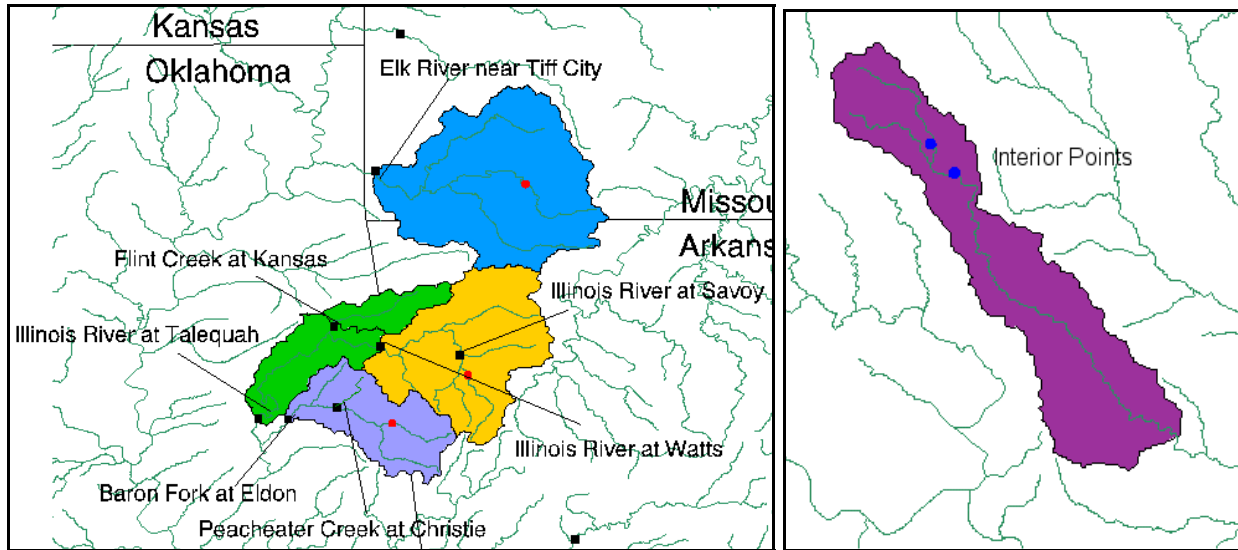 Kansas
Oklahoma
Elk River near Tiff City
Missou
Arkans
Flint Creek at Kansas
Illinois River at Savoy
Illinois River at Talequah
Illinois River at Watts
Baron Fork at Eldon
Peacheater Creek at Christie
Interior Points